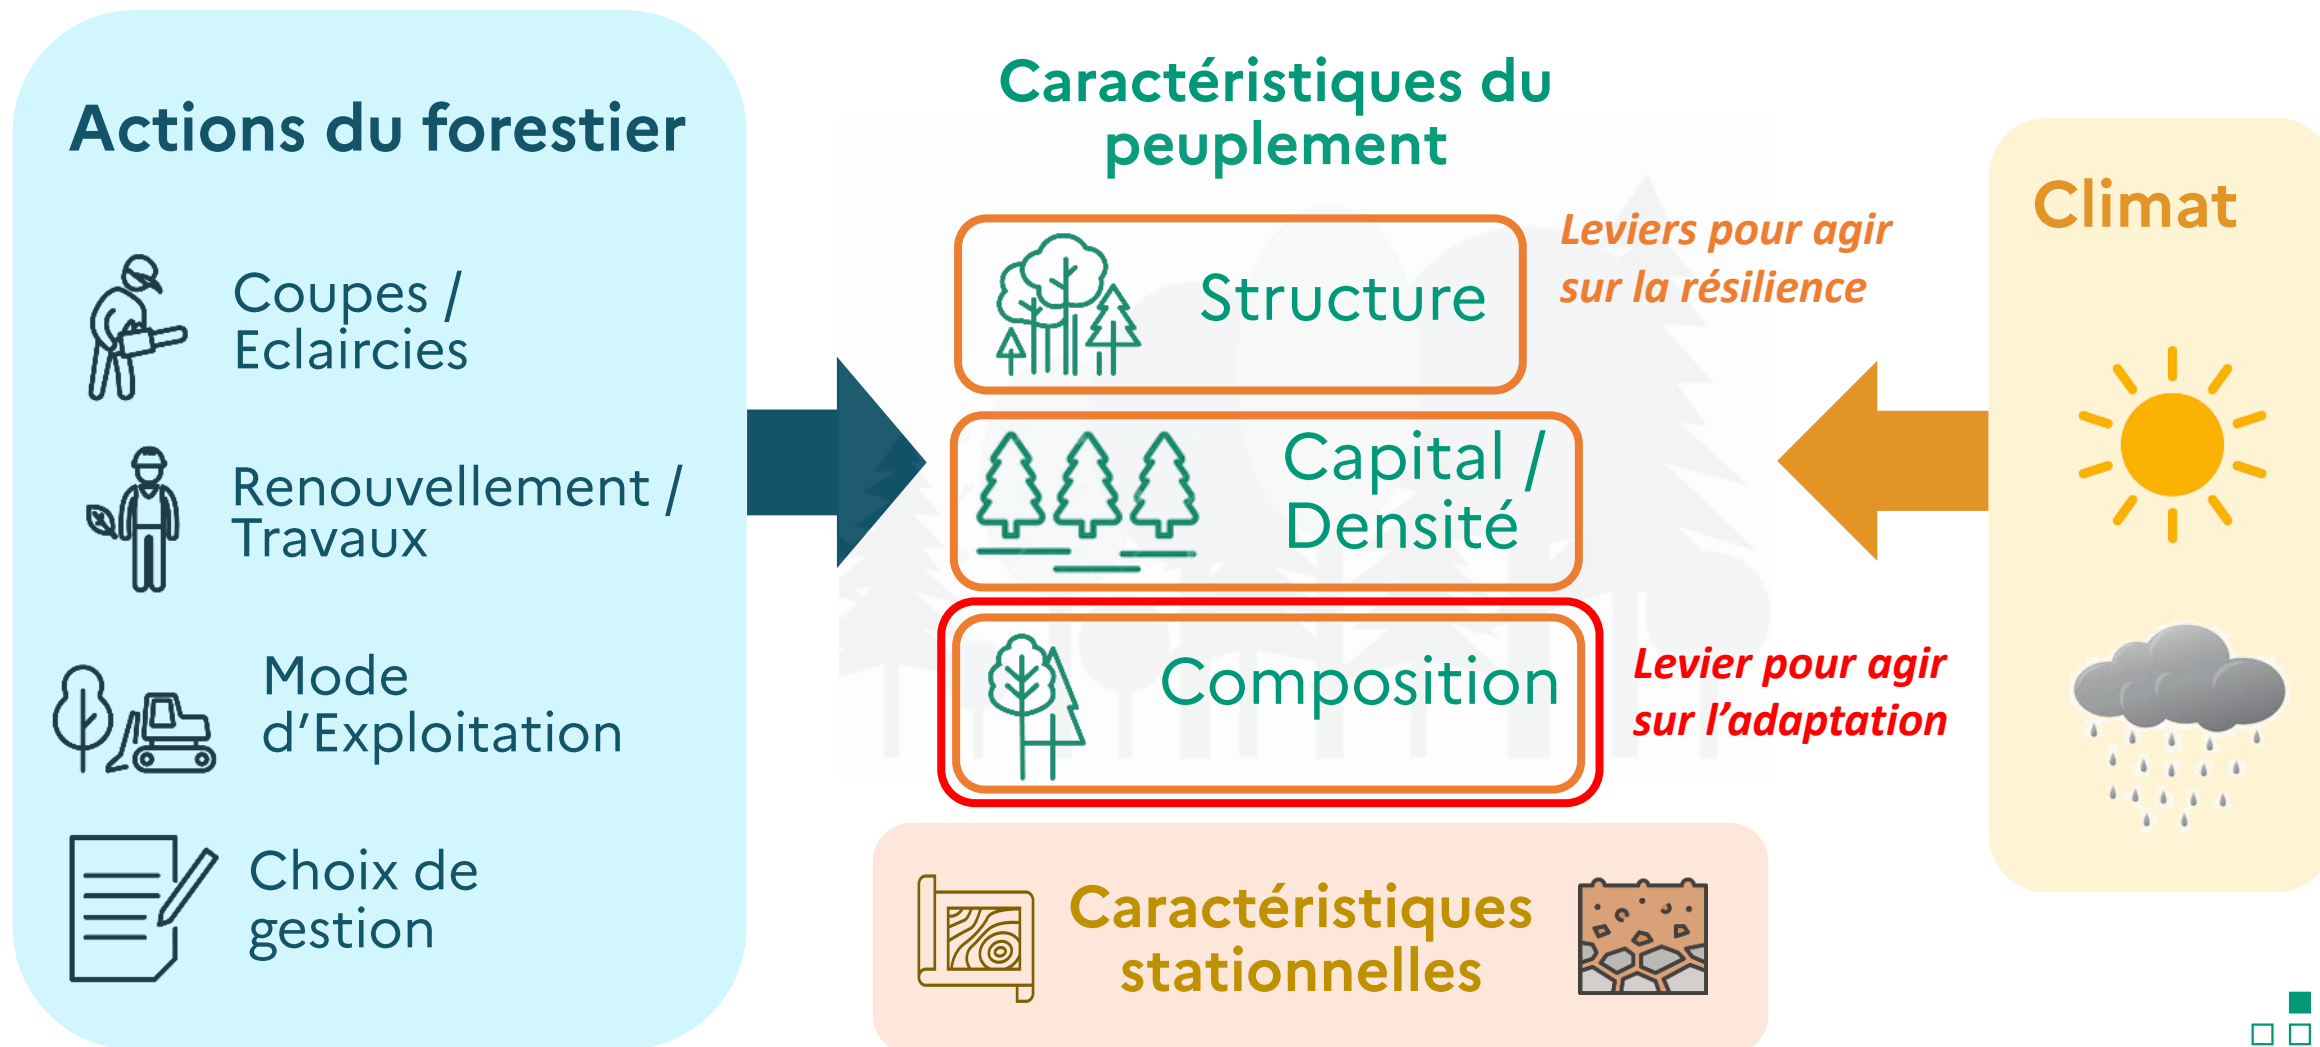 Actions du forestier
Coupes /
Eclaircies
Renouvellement /
Travaux
Mode
d’Exploitation
Choix de
gestion
Caractéristiques du
peuplement
Structure
Capital /
Densité
Composition
Leviers pour agir
sur la résilience
Levier pour agir
sur l’adaptation
Caractéristiques
stationnelles
Climat